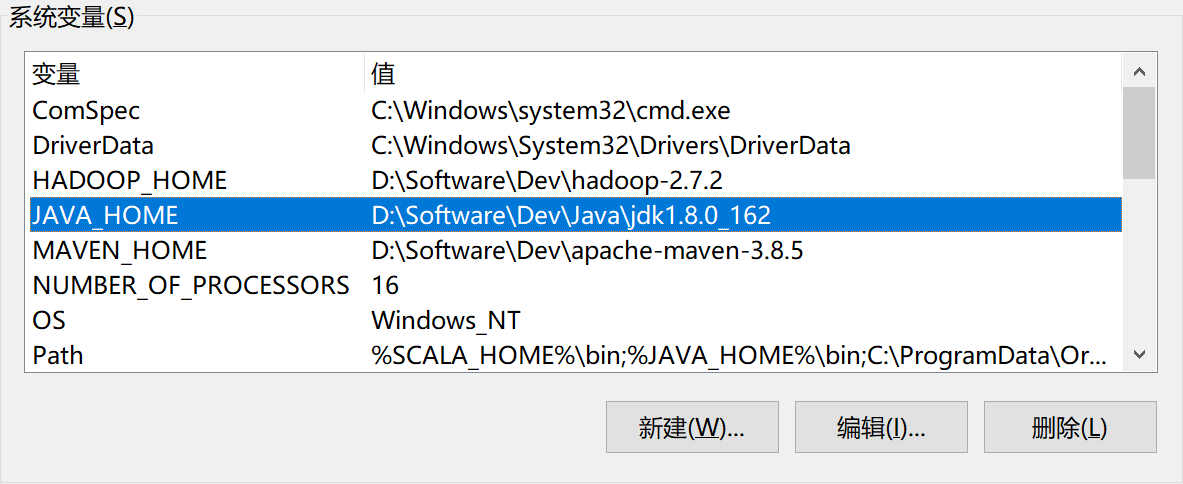 系统变量(S)
变量 值
ComSpec C:\Windows\system32\cmd.exe
DriverData C:\Windows\System32\Drivers\DriverData
HADOOP_HOME D:\Software\Dev\hadoop-2.7.2
JAVA_HOME D:\Software\Dev\Java\jdk1.8.0_162
MAVEN_HOME D:\Software\Dev\apache-maven-3.8.5
NUMBER_OF_PROCESSORS 16
OS Windows_NT
Path %SCALA_HOME%\bin;%JAVA_HOME%\bin;C:\ProgramData\Or...
新建(W)... 编辑(I)... 删除(L)